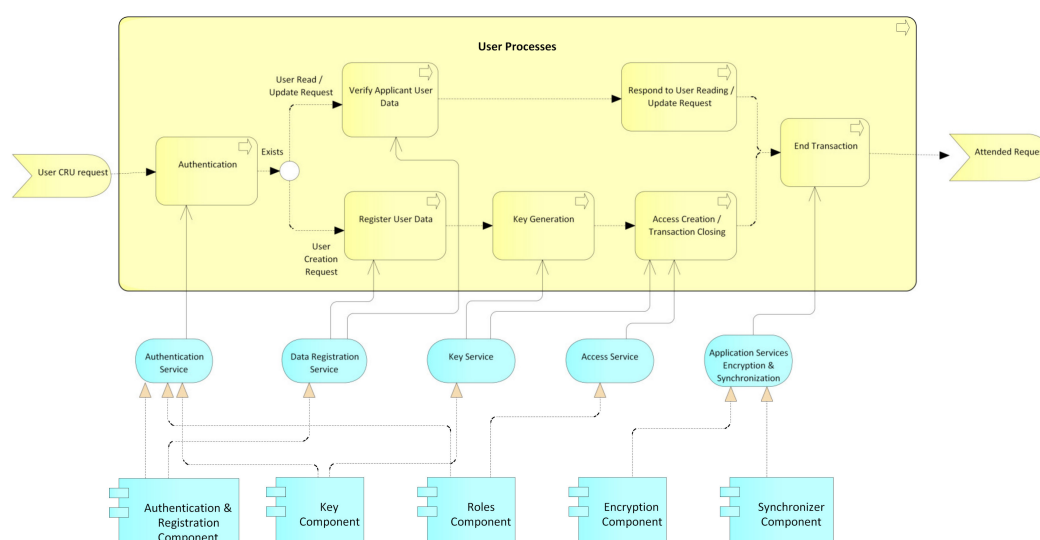 User Processes
User Read /
Update Request
Verify Applicant User
Data
Respond to User Reading /
Update Request
User CRU request
Authentication
Exists
End Transaction
Attended Reque
Register User Data
Key Generation
Access Creation /
Transaction Closing
User
Creation
Request
Authentication
Service
Data Registration
Service
Key Service
Access Service
Application Services
Encryption &
Synchronization
Authentication &
Registration
Component
Key
Component
Roles
Component
Encryption
Component
Synchronizer
Component